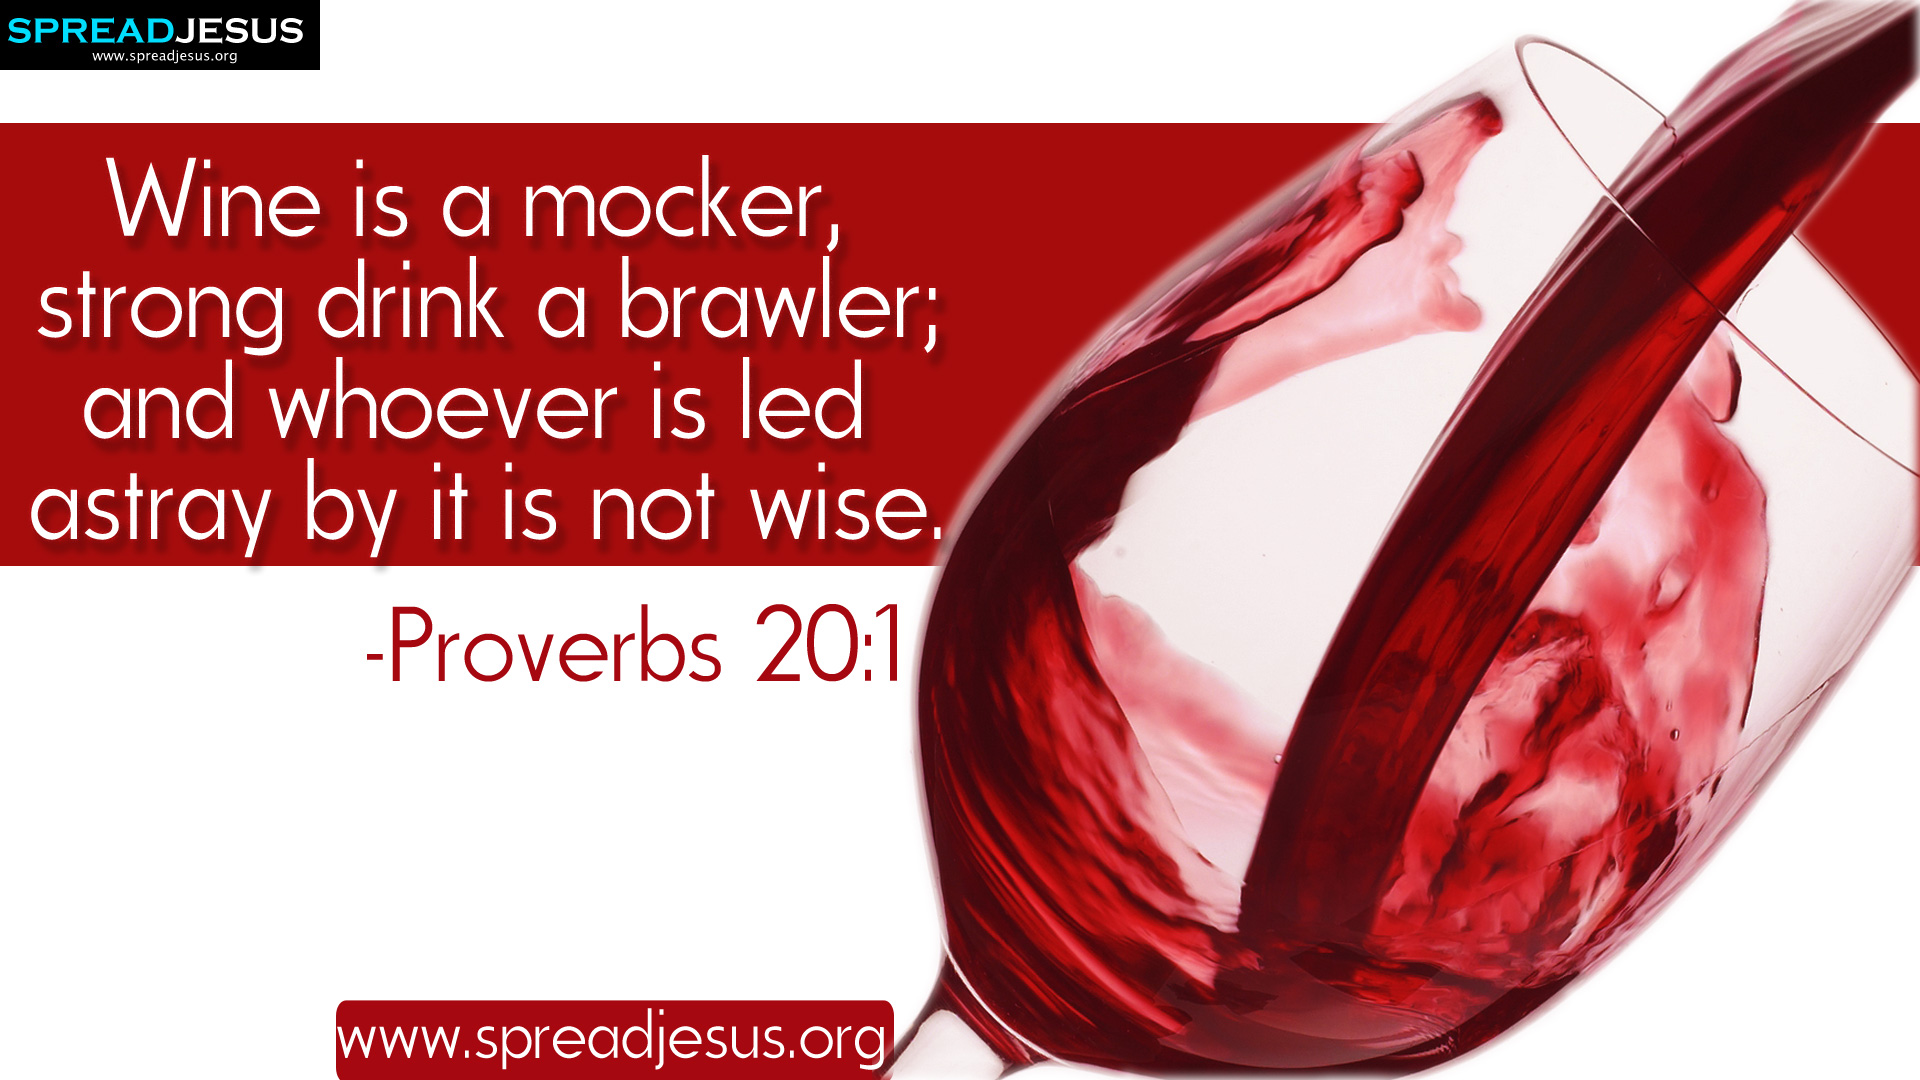 SPREADJESUS
www.spreadjesus.org
Wine is a mocker,
strong drink a brawler;
and whoever is led
astray by it is not wise.
-Proverbs 20:1
www.spreadjesus.org